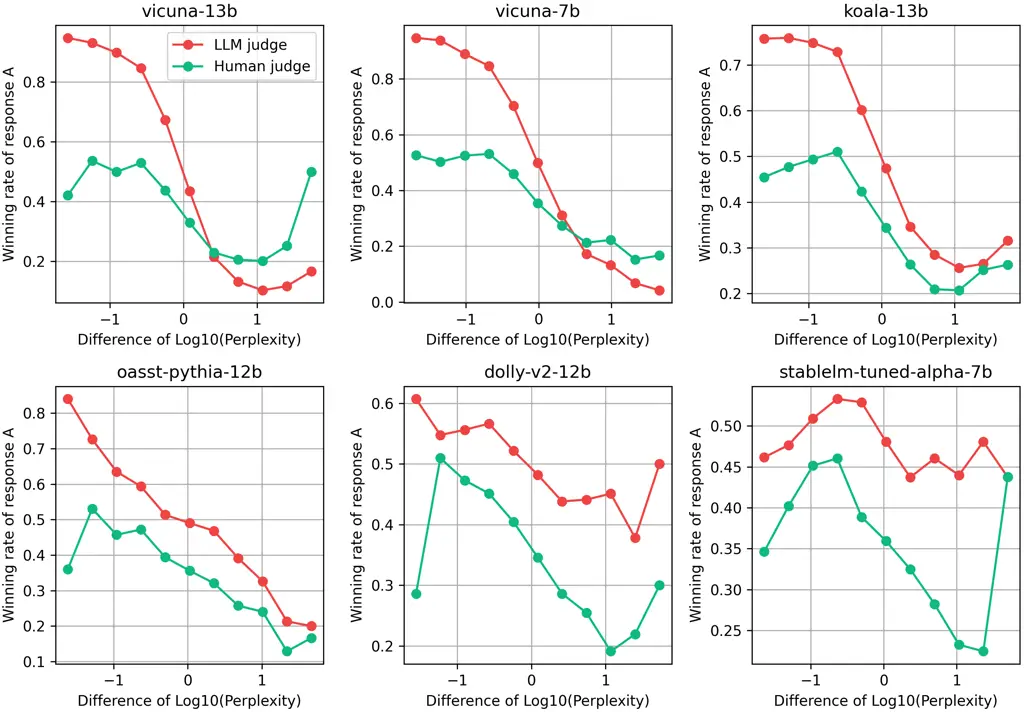 vicuna-13b
Winning rate of response A
0.8
0.6
0.4
0.2
LLM judge
Human judge
−1
0
1
Difference of Log10(Perplexity)
vicuna-7b
Winning rate of response A
0.8
0.6
0.4
0.2
0.0
−1
0
1
Difference of Log10(Perplexity)
koala-13b
Winning rate of response A
0.7
0.6
0.5
0.4
0.3
0.2
−1
0
1
Difference of Log10(Perplexity)
oasst-pythia-12b
Winning rate of response A
0.8
0.7
0.6
0.5
0.4
0.3
0.2
0.1
−1
0
1
Difference of Log10(Perplexity)
dolly-v2-12b
Winning rate of response A
0.6
0.5
0.4
0.3
0.2
−1
0
1
Difference of Log10(Perplexity)
stablelm-tuned-alpha-7b
Winning rate of response A
0.50
0.45
0.40
0.35
0.30
0.25
−1
0
1
Difference of Log10(Perplexity)